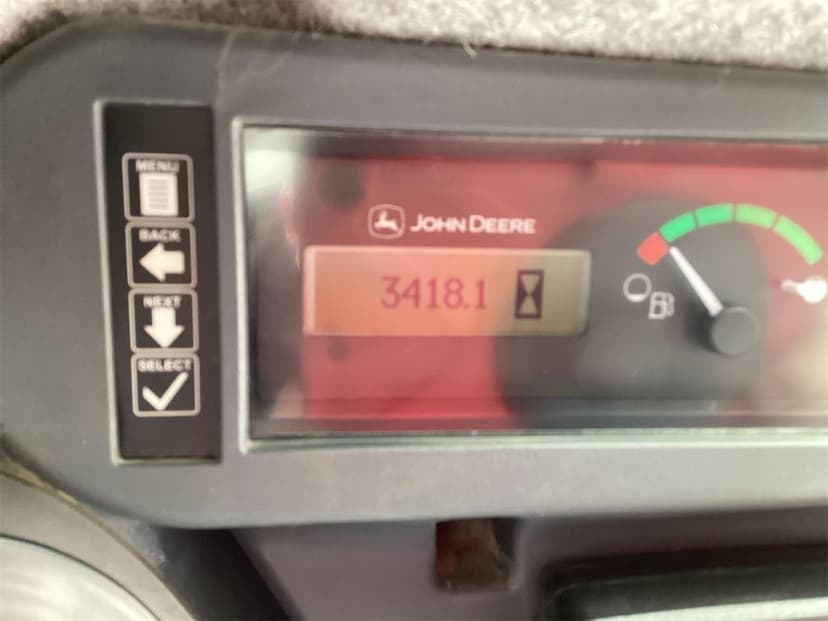 MENU
BACK
NEXT
SELECT
JOHN DEERE
3418.1